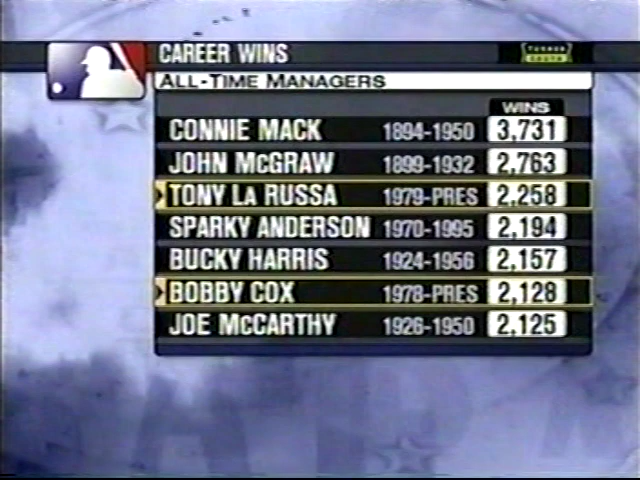 CAREER WINS
TURNER SOUTH
ALL-TIME MANAGERS
WINS
CONNIE MACK 1894-1950 3,731
JOHN McGRAW 1899-1932 2,763
TONY LA RUSSA 1979-PRES 2,258
SPARKY ANDERSON 1970-1995 2,194
BUCKY HARRIS 1924-1956 2,157
BOBBY COX 1978-PRES 2,128
JOE McCARTHY 1926-1950 2,125